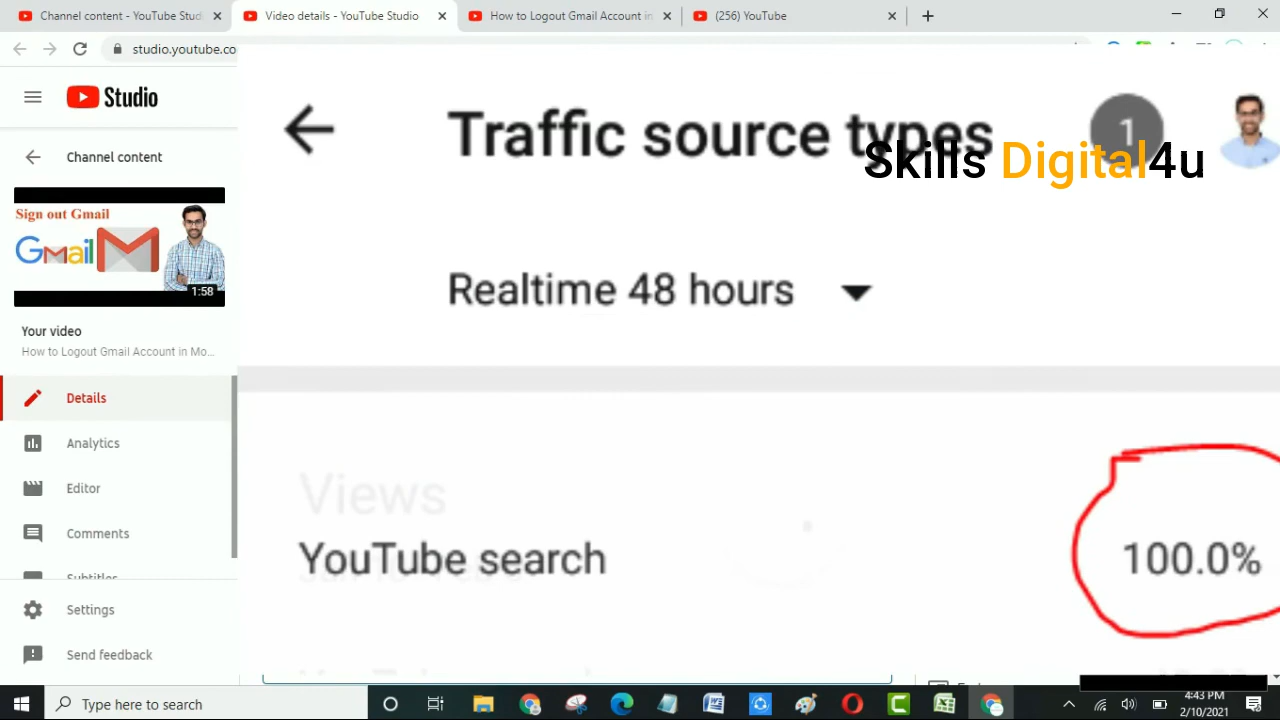 Channel content - YouTube Studi
Video details - YouTube Studio
How to Logout Gmail Account in
(256) YouTube
studio.youtube.co
Studio
Traffic source types
1
Skills Digital4u
Channel content
Sign out Gmail
Gmail
1:58
Realtime 48 hours
Your video
How to Logout Gmail Account in Mo...
Details
Analytics
Views
Editor
YouTube search
100.0%
Comments
Subtitles
Settings
Send feedback
Type here to search
4:43 PM
2/10/2021